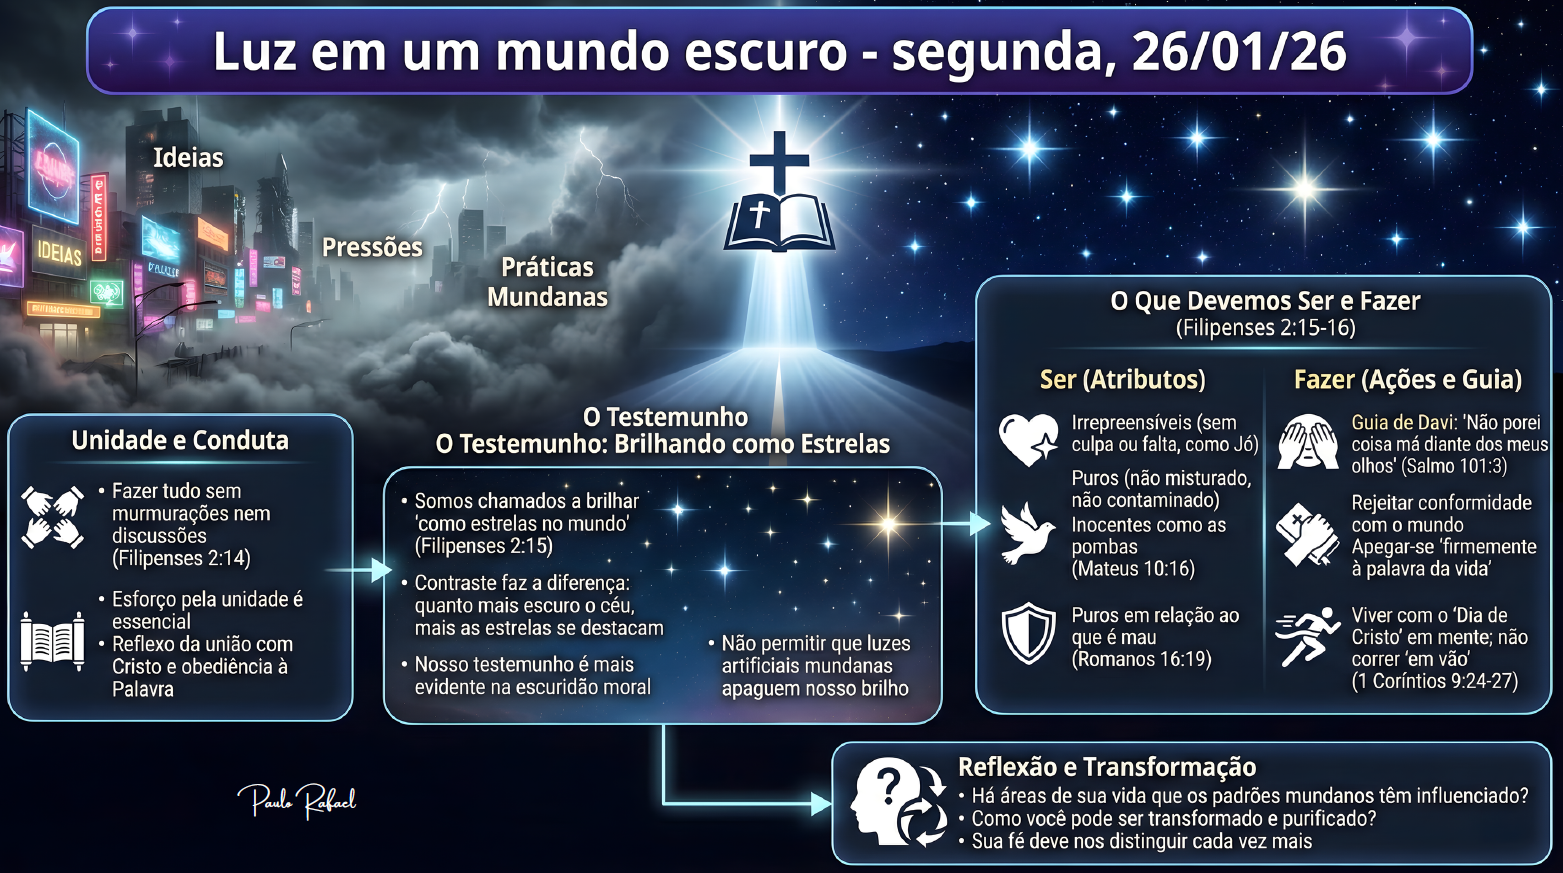 Luz em um mundo escuro - segunda, 26/01/26
Ideias
IDEIAS
Pressões
Práticas
Mundanas
Unidade e Conduta
• Fazer tudo sem
murmurações nem
discussões
(Filipenses 2:14)
• Esforço pela unidade é
essencial
• Reflexo da união com
Cristo e obediência à
Palavra
O Testemunho
O Testemunho: Brilhando como Estrelas
• Somos chamados a brilhar
'como estrelas no mundo'
(Filipenses 2:15)
• Contraste faz a diferença:
quanto mais escuro o céu,
mais as estrelas se destacam
• Nosso testemunho é mais
evidente na escuridão moral
• Não permitir que luzes
artificiais mundanas
apaguem nosso brilho
O Que Devemos Ser e Fazer
(Filipenses 2:15-16)
Ser (Atributos)
Irrepreensíveis (sem
culpa ou falta, como Jó)
Puros (não misturado,
não contaminado)
Inocentes como as
pombas
(Mateus 10:16)
Puros em relação ao
que é mau
(Romanos 16:19)
Fazer (Ações e Guia)
Guia de Davi: 'Não porei
coisa má diante dos meus
olhos' (Salmo 101:3)
Rejeitar conformidade
com o mundo
Apegar-se 'firmemente
à palavra da vida'
Viver com o 'Dia de
Cristo' em mente; não
correr 'em vão'
(1 Coríntios 9:24-27)
Reflexão e Transformação
• Há áreas de sua vida que os padrões mundanos têm influenciado?
• Como você pode ser transformado e purificado?
• Sua fé deve nos distinguir cada vez mais
Paulo Rafael